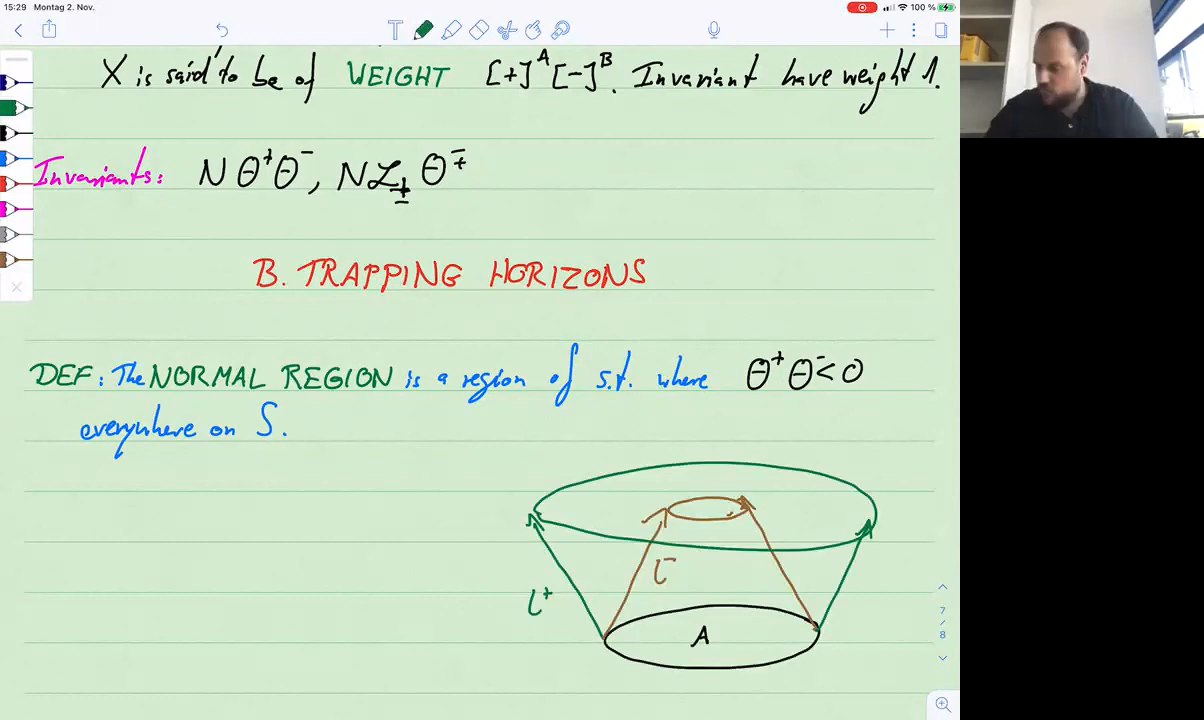 15:29 Montag 2. Nov. 100 %
X is said to be of WEIGHT [+]^A [-]^B. Invariant have weight 1.
Invariants: N Θ⁺Θ⁻, N ℒ± Θ∓
B. TRAPPING HORIZONS
DEF: The NORMAL REGION is a region of s.t. where Θ⁺Θ⁻<0
everywhere on S.
l⁻
l⁺
A
7
/
8